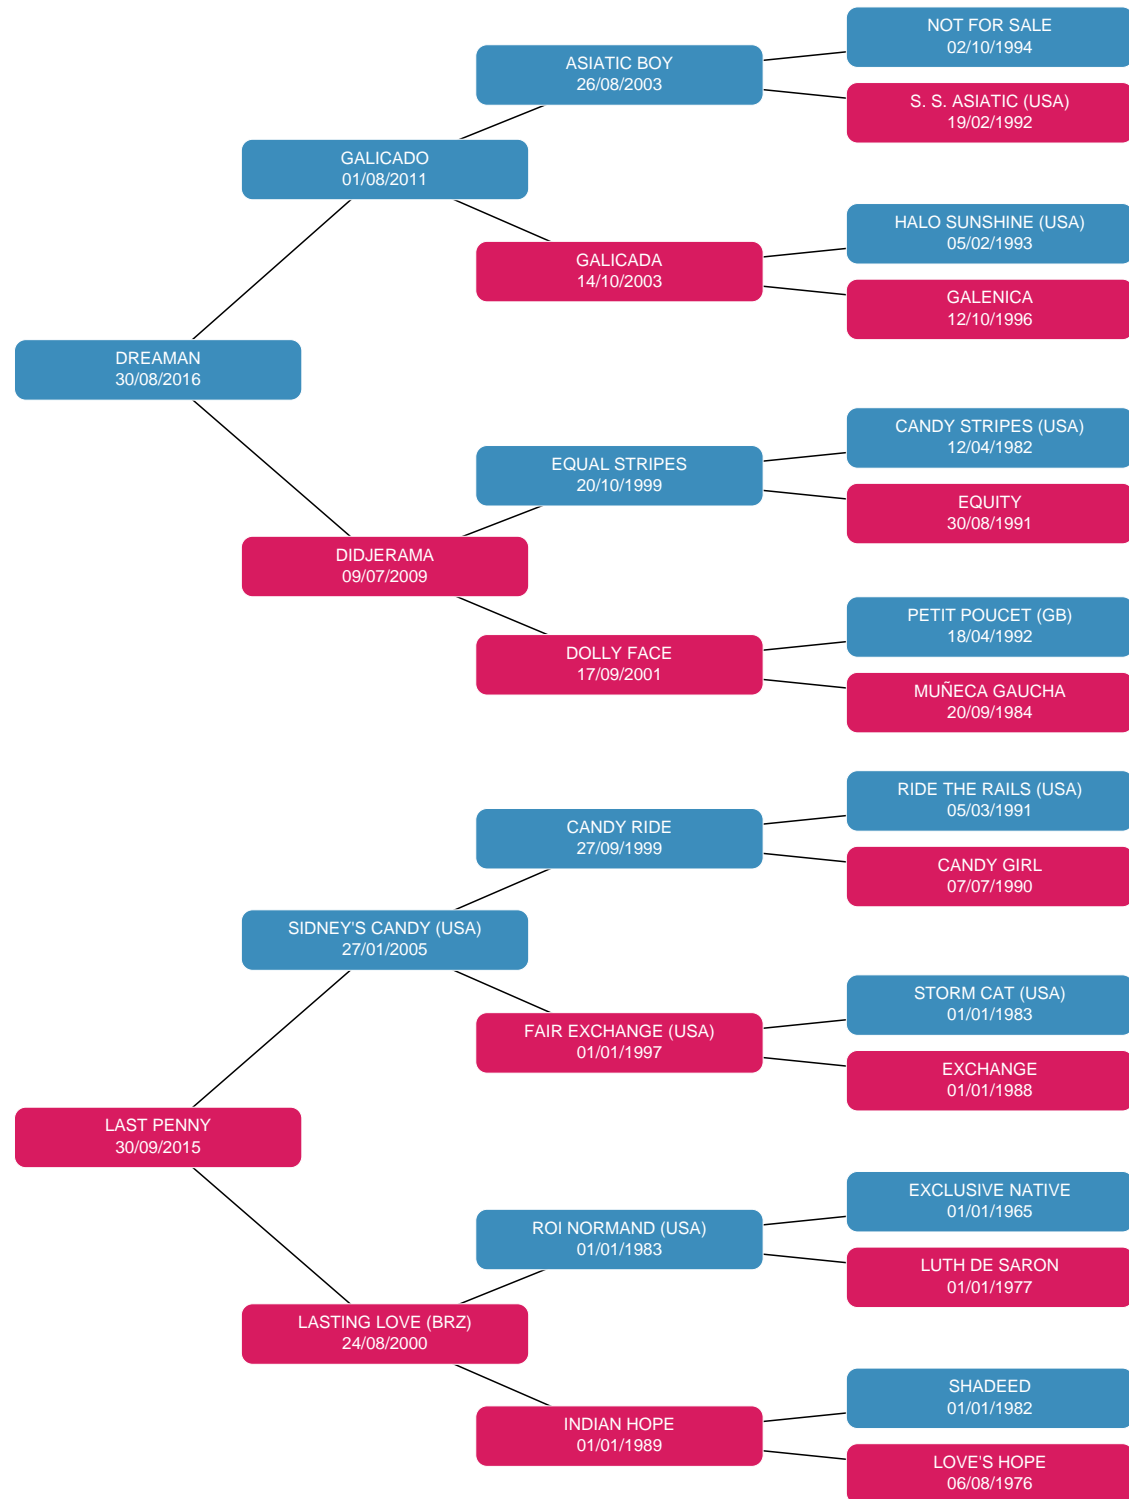 NOT FOR SALE
02/10/1994
ASIATIC BOY
26/08/2003
S. S. ASIATIC (USA)
19/02/1992
GALICADO
01/08/2011
HALO SUNSHINE (USA)
05/02/1993
GALICADA
14/10/2003
GALENICA
12/10/1996
DREAMAN
30/08/2016
CANDY STRIPES (USA)
12/04/1982
EQUAL STRIPES
20/10/1999
EQUITY
30/08/1991
DIDJERAMA
09/07/2009
PETIT POUCET (GB)
18/04/1992
DOLLY FACE
17/09/2001
MUÑECA GAUCHA
20/09/1984
RIDE THE RAILS (USA)
05/03/1991
CANDY RIDE
27/09/1999
CANDY GIRL
07/07/1990
SIDNEY'S CANDY (USA)
27/01/2005
STORM CAT (USA)
01/01/1983
FAIR EXCHANGE (USA)
01/01/1997
EXCHANGE
01/01/1988
LAST PENNY
30/09/2015
EXCLUSIVE NATIVE
01/01/1965
ROI NORMAND (USA)
01/01/1983
LUTH DE SARON
01/01/1977
LASTING LOVE (BRZ)
24/08/2000
SHADEED
01/01/1982
INDIAN HOPE
01/01/1989
LOVE'S HOPE
06/08/1976